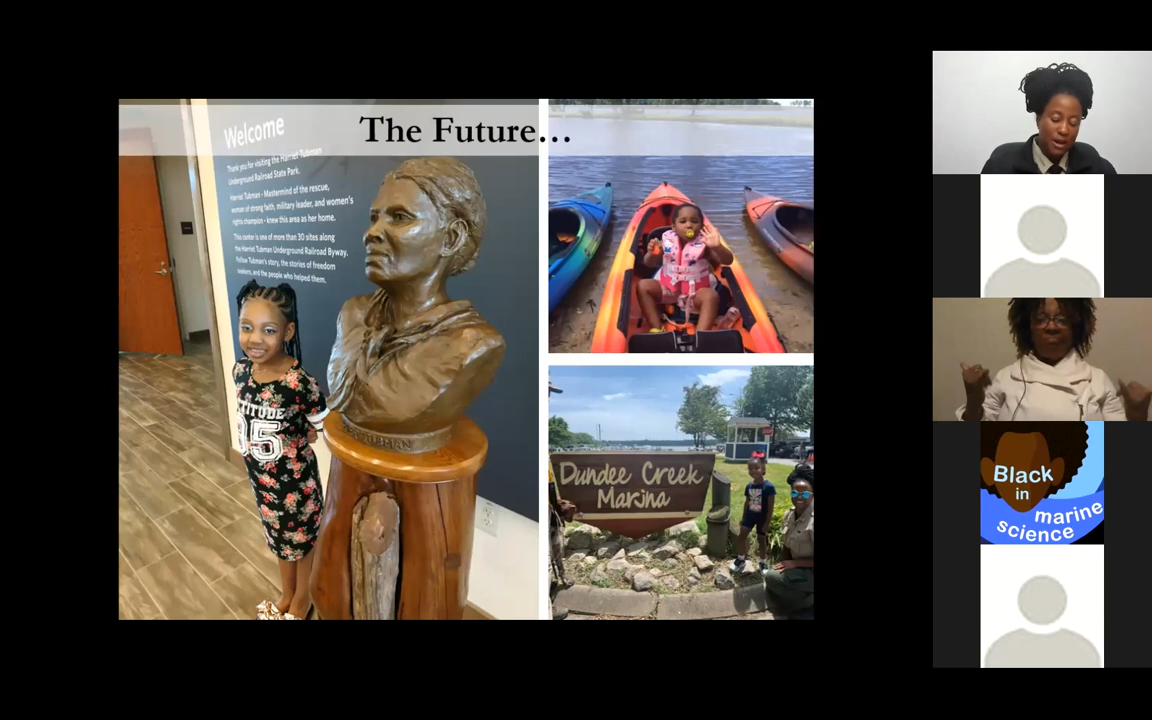 The Future...
Welcome
Thank you for visiting the Harriet Tubman
Underground Railroad State Park.
Harriet Tubman - Mastermind of the rescue,
woman of strong faith, military leader, and women's
rights champion - knew this area as her home.
This center is one of more than 30 sites along
the Harriet Tubman Underground Railroad Byway.
Follow Tubman's story, the stories of freedom
seekers, and the people who helped them.
TUBMAN
95
Dundee Creek
Marina
Black
in
marine
science